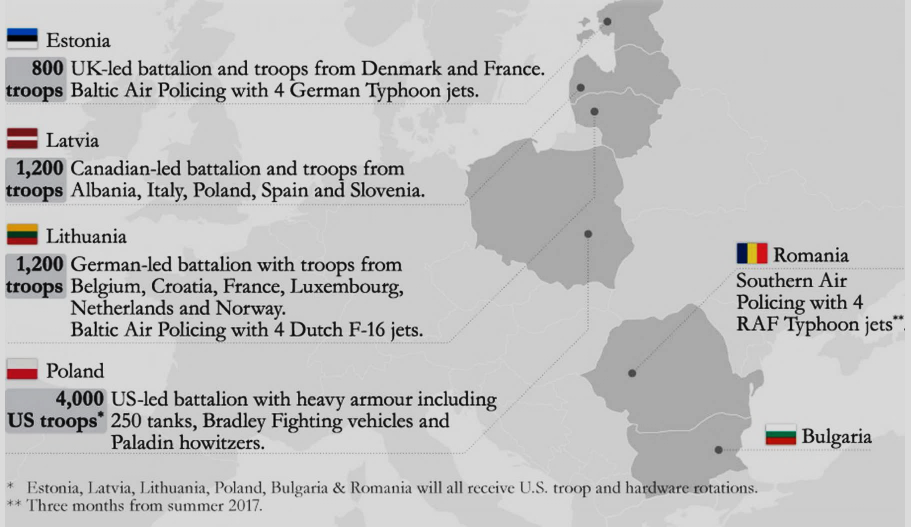 Estonia
800 troops UK-led battalion and troops from Denmark and France.
Baltic Air Policing with 4 German Typhoon jets.
Latvia
1,200 troops Canadian-led battalion and troops from
Albania, Italy, Poland, Spain and Slovenia.
Lithuania
1,200 troops German-led battalion with troops from
Belgium, Croatia, France, Luxembourg,
Netherlands and Norway.
Baltic Air Policing with 4 Dutch F-16 jets.
Poland
4,000 US troops* US-led battalion with heavy armour including
250 tanks, Bradley Fighting vehicles and
Paladin howitzers.
Romania
Southern Air
Policing with 4
RAF Typhoon jets**.
Bulgaria
* Estonia, Latvia, Lithuania, Poland, Bulgaria & Romania will all receive U.S. troop and hardware rotations.
** Three months from summer 2017.